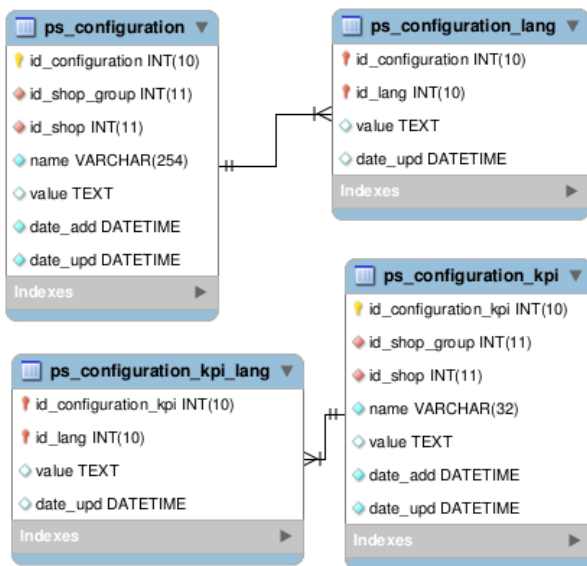 ps_configuration
id_configuration INT(10)
id_shop_group INT(11)
id_shop INT(11)
name VARCHAR(254)
value TEXT
date_add DATETIME
date_upd DATETIME
Indexes
ps_configuration_lang
id_configuration INT(10)
id_lang INT(10)
value TEXT
date_upd DATETIME
Indexes
ps_configuration_kpi_lang
id_configuration_kpi INT(10)
id_lang INT(10)
value TEXT
date_upd DATETIME
Indexes
ps_configuration_kpi
id_configuration_kpi INT(10)
id_shop_group INT(11)
id_shop INT(11)
name VARCHAR(32)
value TEXT
date_add DATETIME
date_upd DATETIME
Indexes